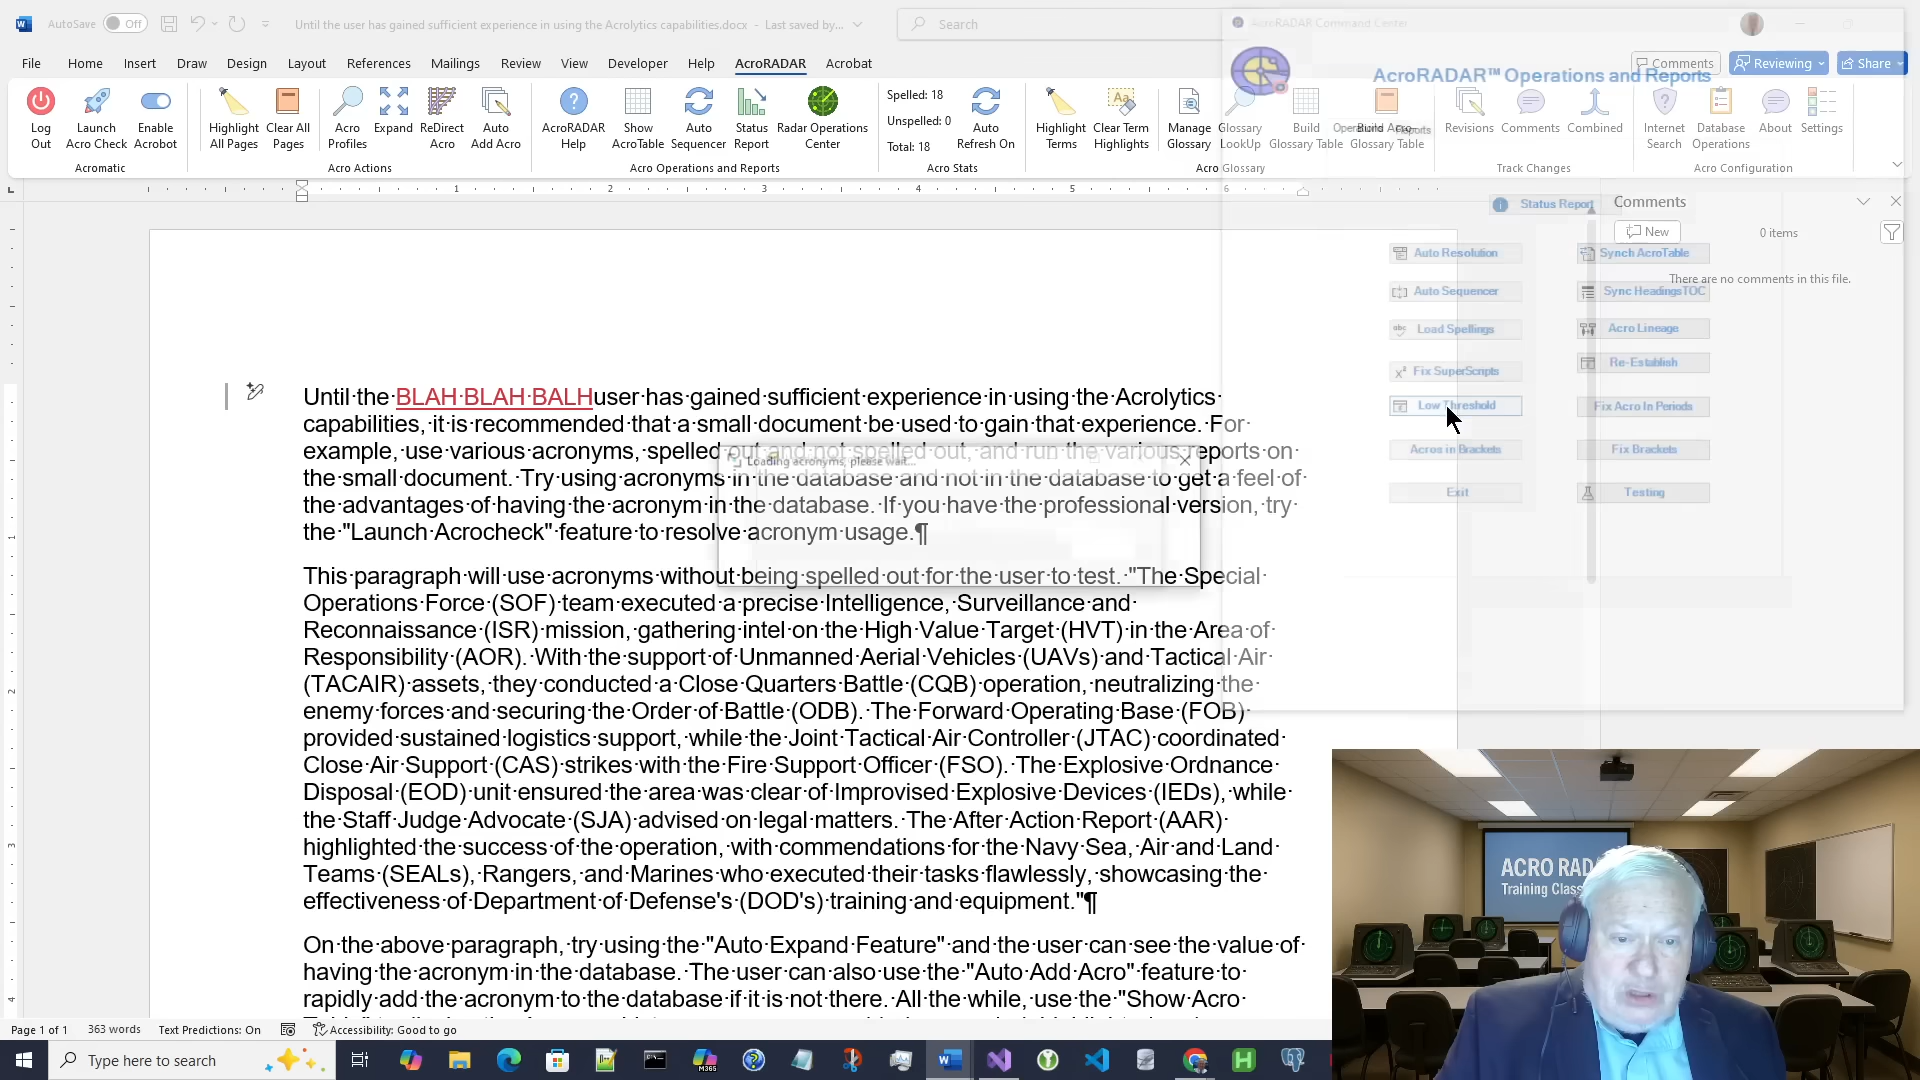 AutoSave Off Until the user has gained sufficient experience in using the Acrolytics capabilities.docx - Last saved by... Search
AcroRADAR Command Center
File Home Insert Draw Design Layout References Mailings Review View Developer Help AcroRADAR Acrobat Comments Reviewing Share
AcroRADAR™ Operations and Reports
Log Out
Launch Acro Check
Enable Acrobat
Acromatic
Highlight All Pages
Clear All Pages
Acro Profiles
Expand
ReDirect Acro
Auto Add Acro
Acro Actions
AcroRADAR Help
Show AcroTable
Auto Sequencer
Status Report
Radar Operations Center
Acro Operations and Reports
Spelled: 18
Unspelled: 0
Total: 18
Auto Refresh On
Acro Stats
Highlight Terms
Clear Term Highlights
Manage Glossary
Glossary LookUp
Build Glossary Table
Build Acro Glossary Table
Acro Glossary
Revisions
Comments
Combined
Track Changes
Internet Search
Database Operations
About
Settings
Acro Configuration
1 2 3 4 5 6
Status Report
Auto Resolution
Synch AcroTable
Auto Sequencer
Sync HeadingsTOC
Load Spellings
Acro Lineage
Fix SuperScripts
Re-Establish
Low Threshold
Fix Acro In Periods
Acros in Brackets
Fix Brackets
Exit
Testing
Comments
New
0 items
There are no comments in this file.
Loading acronyms, please wait...
Until·the·BLAH·BLAH·BALHuser·has·gained·sufficient·experience·in·using·the·Acrolytics·
capabilities,·it·is·recommended·that·a·small·document·be·used·to·gain·that·experience.·For·
example,·use·various·acronyms,·spelled·out·and·not·spelled·out,·and·run·the·various·reports·on·
the·small·document.·Try·using·acronyms·in·the·database·and·not·in·the·database·to·get·a·feel·of·
the·advantages·of·having·the·acronym·in·the·database.·If·you·have·the·professional·version,·try·
the·"Launch·Acrocheck"·feature·to·resolve·acronym·usage.¶
This·paragraph·will·use·acronyms·without·being·spelled·out·for·the·user·to·test.·"The·Special·
Operations·Force·(SOF)·team·executed·a·precise·Intelligence,·Surveillance·and·
Reconnaissance·(ISR)·mission,·gathering·intel·on·the·High·Value·Target·(HVT)·in·the·Area·of·
Responsibility·(AOR).·With·the·support·of·Unmanned·Aerial·Vehicles·(UAVs)·and·Tactical·Air·
(TACAIR)·assets,·they·conducted·a·Close·Quarters·Battle·(CQB)·operation,·neutralizing·the·
enemy·forces·and·securing·the·Order·of·Battle·(ODB).·The·Forward·Operating·Base·(FOB)·
provided·sustained·logistics·support,·while·the·Joint·Tactical·Air·Controller·(JTAC)·coordinated·
Close·Air·Support·(CAS)·strikes·with·the·Fire·Support·Officer·(FSO).·The·Explosive·Ordnance·
Disposal·(EOD)·unit·ensured·the·area·was·clear·of·Improvised·Explosive·Devices·(IEDs),·while·
the·Staff·Judge·Advocate·(SJA)·advised·on·legal·matters.·The·After·Action·Report·(AAR)·
highlighted·the·success·of·the·operation,·with·commendations·for·the·Navy·Sea,·Air·and·Land·
Teams·(SEALs),·Rangers,·and·Marines·who·executed·their·tasks·flawlessly,·showcasing·the·
effectiveness·of·Department·of·Defense's·(DOD's)·training·and·equipment."¶
On·the·above·paragraph,·try·using·the·"Auto·Expand·Feature"·and·the·user·can·see·the·value·of·
having·the·acronym·in·the·database.·The·user·can·also·use·the·"Auto·Add·Acro"·feature·to·
rapidly·add·the·acronym·to·the·database·if·it·is·not·there.·All·the·while,·use·the·"Show·Acro·
ACRO RAD
Training Class
Page 1 of 1 363 words Text Predictions: On Accessibility: Good to go
Type here to search
M365